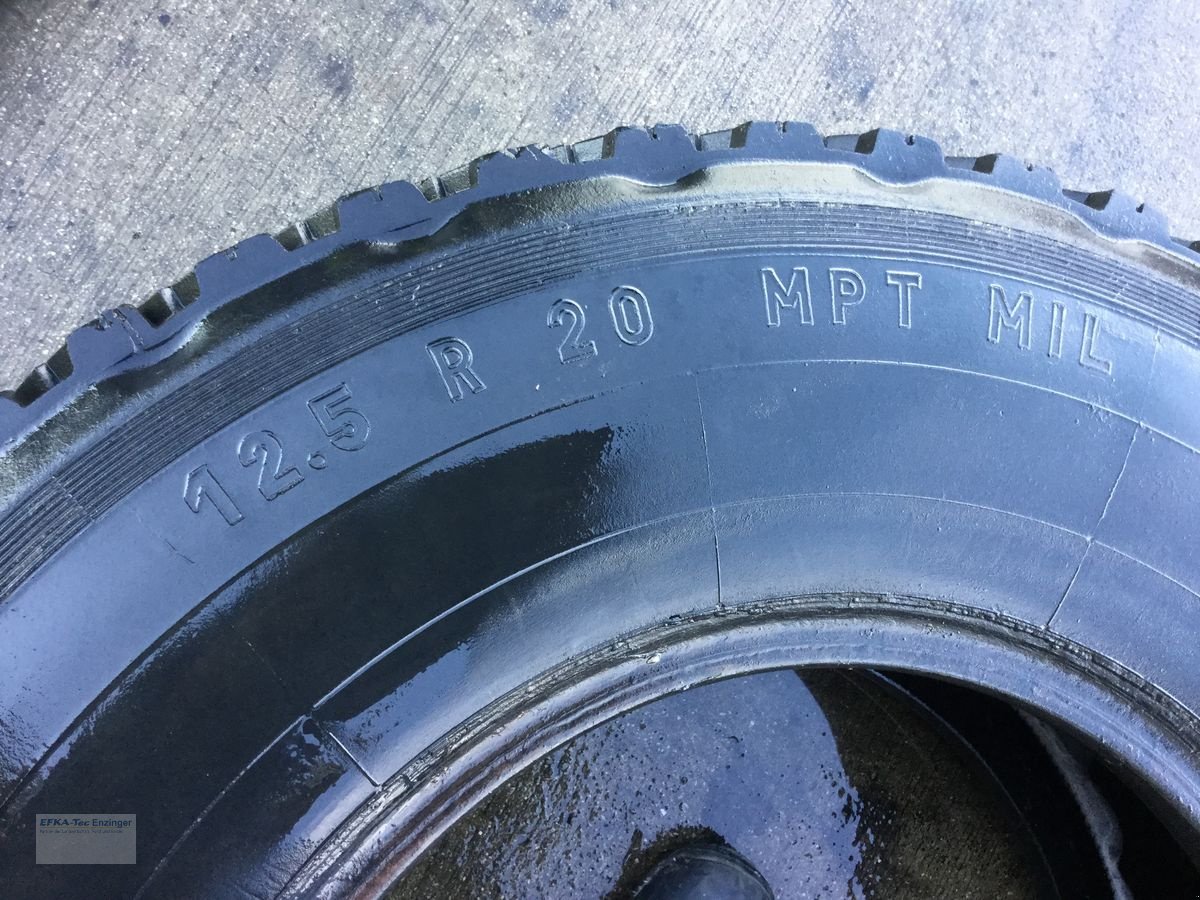 12.5 R 20 MPT MIL
EFKA-Tec Enzinger